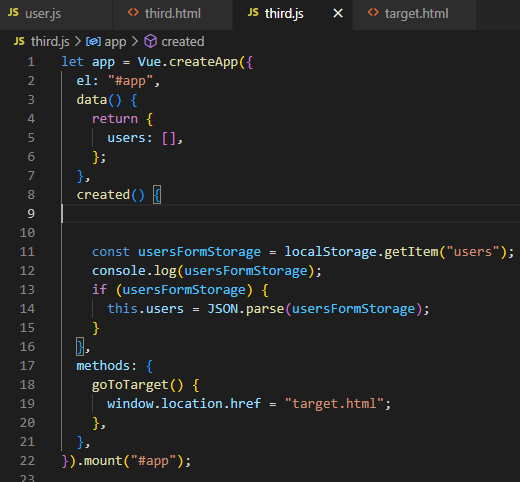 JS user.js <> third.html JS third.js × <> target.html
JS third.js > app > created
1 let app = Vue.createApp({
2 el: "#app",
3 data() {
4 return {
5 users: [],
6 };
7 },
8 created() {
9
10
11 const usersFormStorage = localStorage.getItem("users");
12 console.log(usersFormStorage);
13 if (usersFormStorage) {
14 this.users = JSON.parse(usersFormStorage);
15 }
16 },
17 methods: {
18 goToTarget() {
19 window.location.href = "target.html";
20 },
21 },
22 }).mount("#app");
23